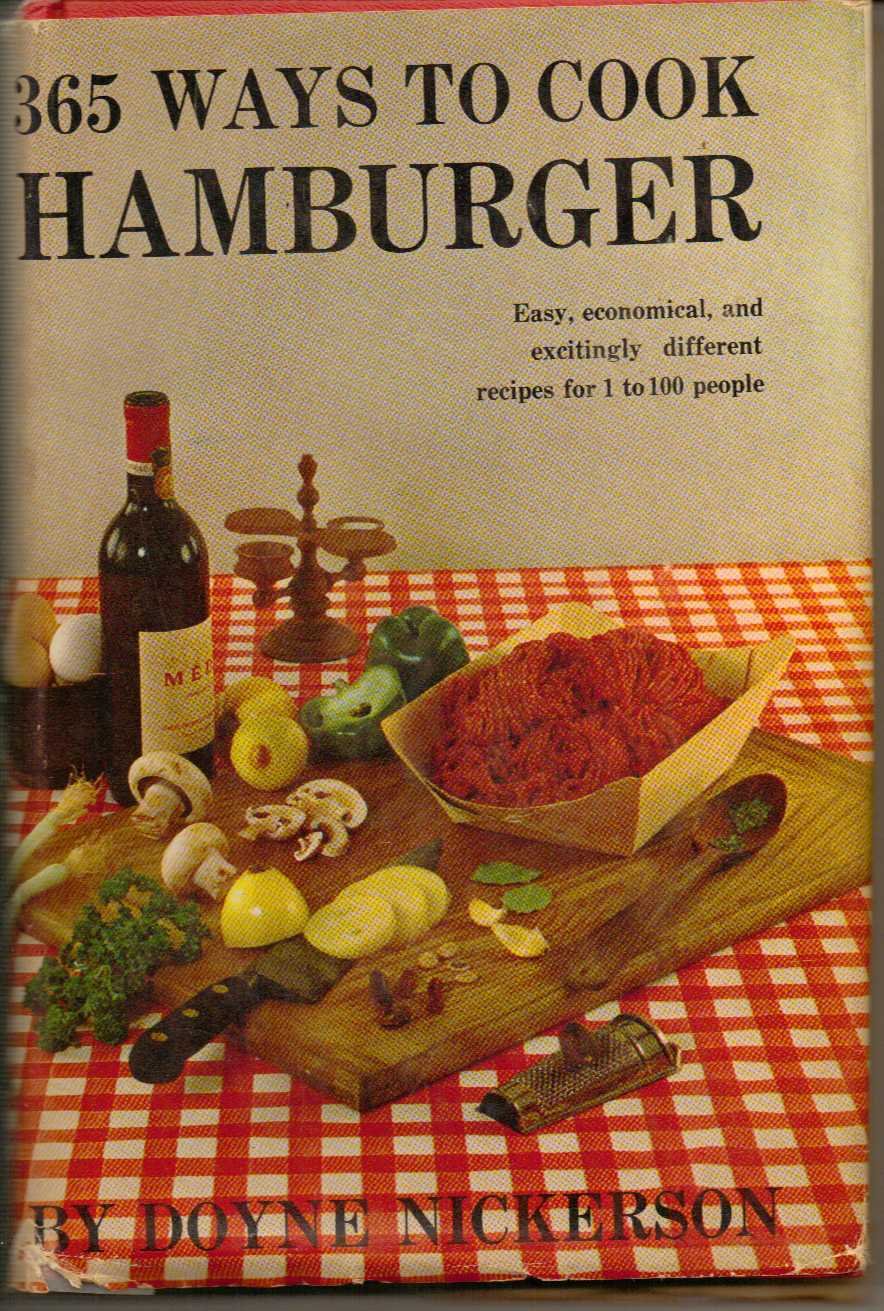 365 WAYS TO COOK
HAMBURGER
Easy, economical, and
excitingly different
recipes for 1 to 100 people
BY DOYNE NICKERSON